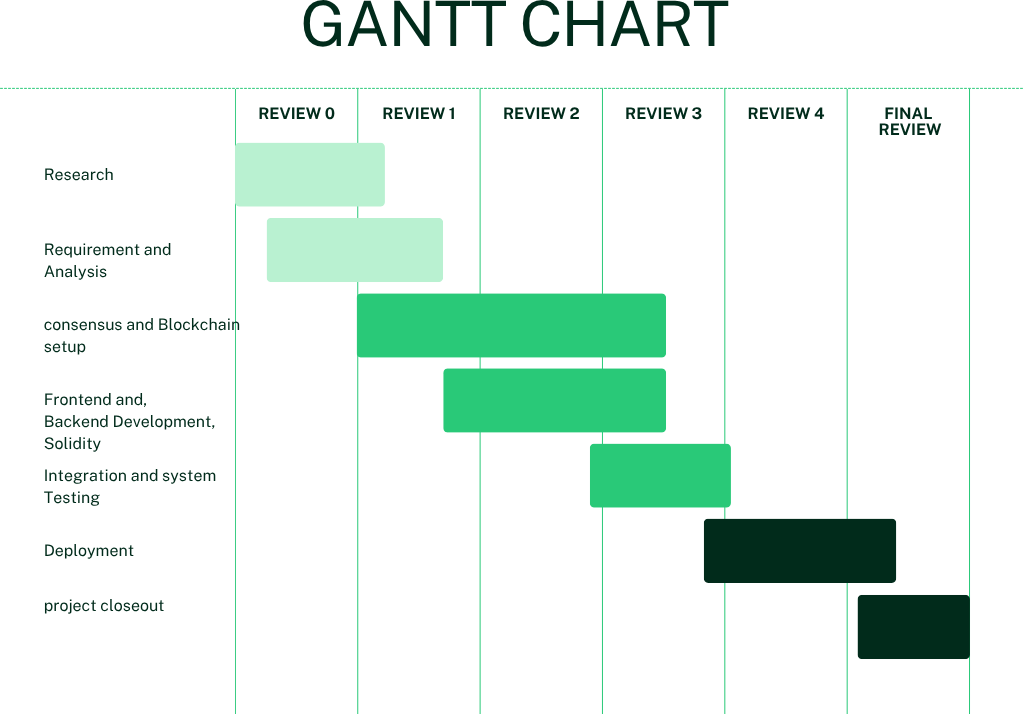 GANTT CHART
REVIEW 0
REVIEW 1
REVIEW 2
REVIEW 3
REVIEW 4
FINAL
REVIEW
Research
Requirement and
Analysis
consensus and Blockchain
setup
Frontend and,
Backend Development,
Solidity
Integration and system
Testing
Deployment
project closeout